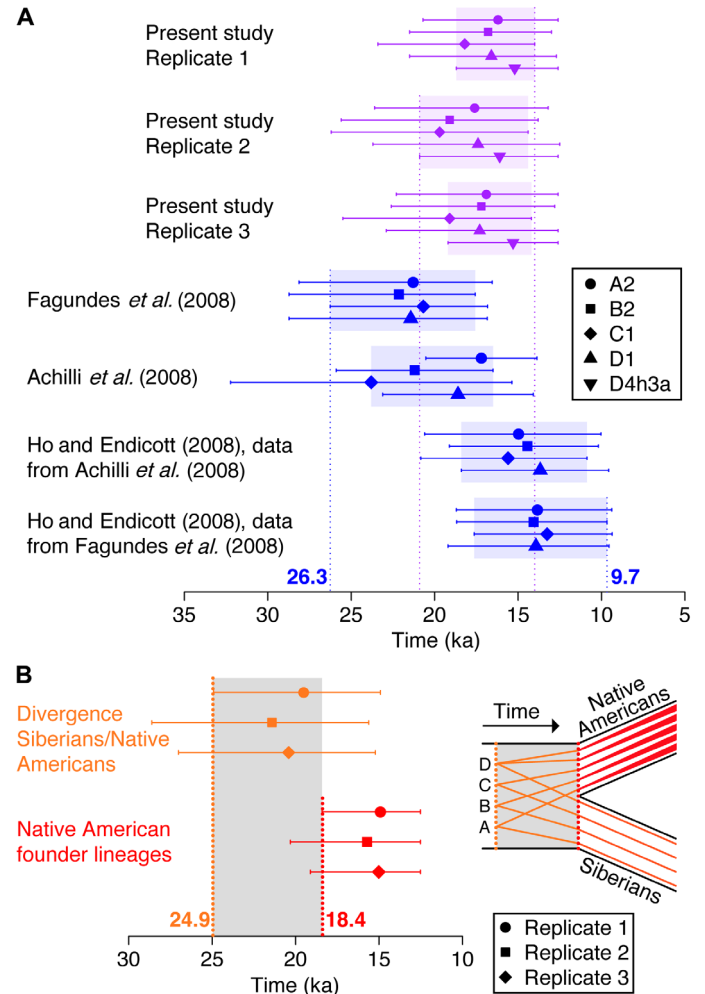 A
Present study
Replicate 1
Present study
Replicate 2
Present study
Replicate 3
Fagundes et al. (2008)
Achilli et al. (2008)
Ho and Endicott (2008), data
from Achilli et al. (2008)
Ho and Endicott (2008), data
from Fagundes et al. (2008)
A2
B2
C1
D1
D4h3a
26.3
9.7
35 30 25 20 15 10 5
Time (ka)
B
Divergence
Siberians/Native
Americans
Native American
founder lineages
24.9
18.4
30 25 20 15 10
Time (ka)
Time
Native
Americans
D
C
B
A
Siberians
Replicate 1
Replicate 2
Replicate 3